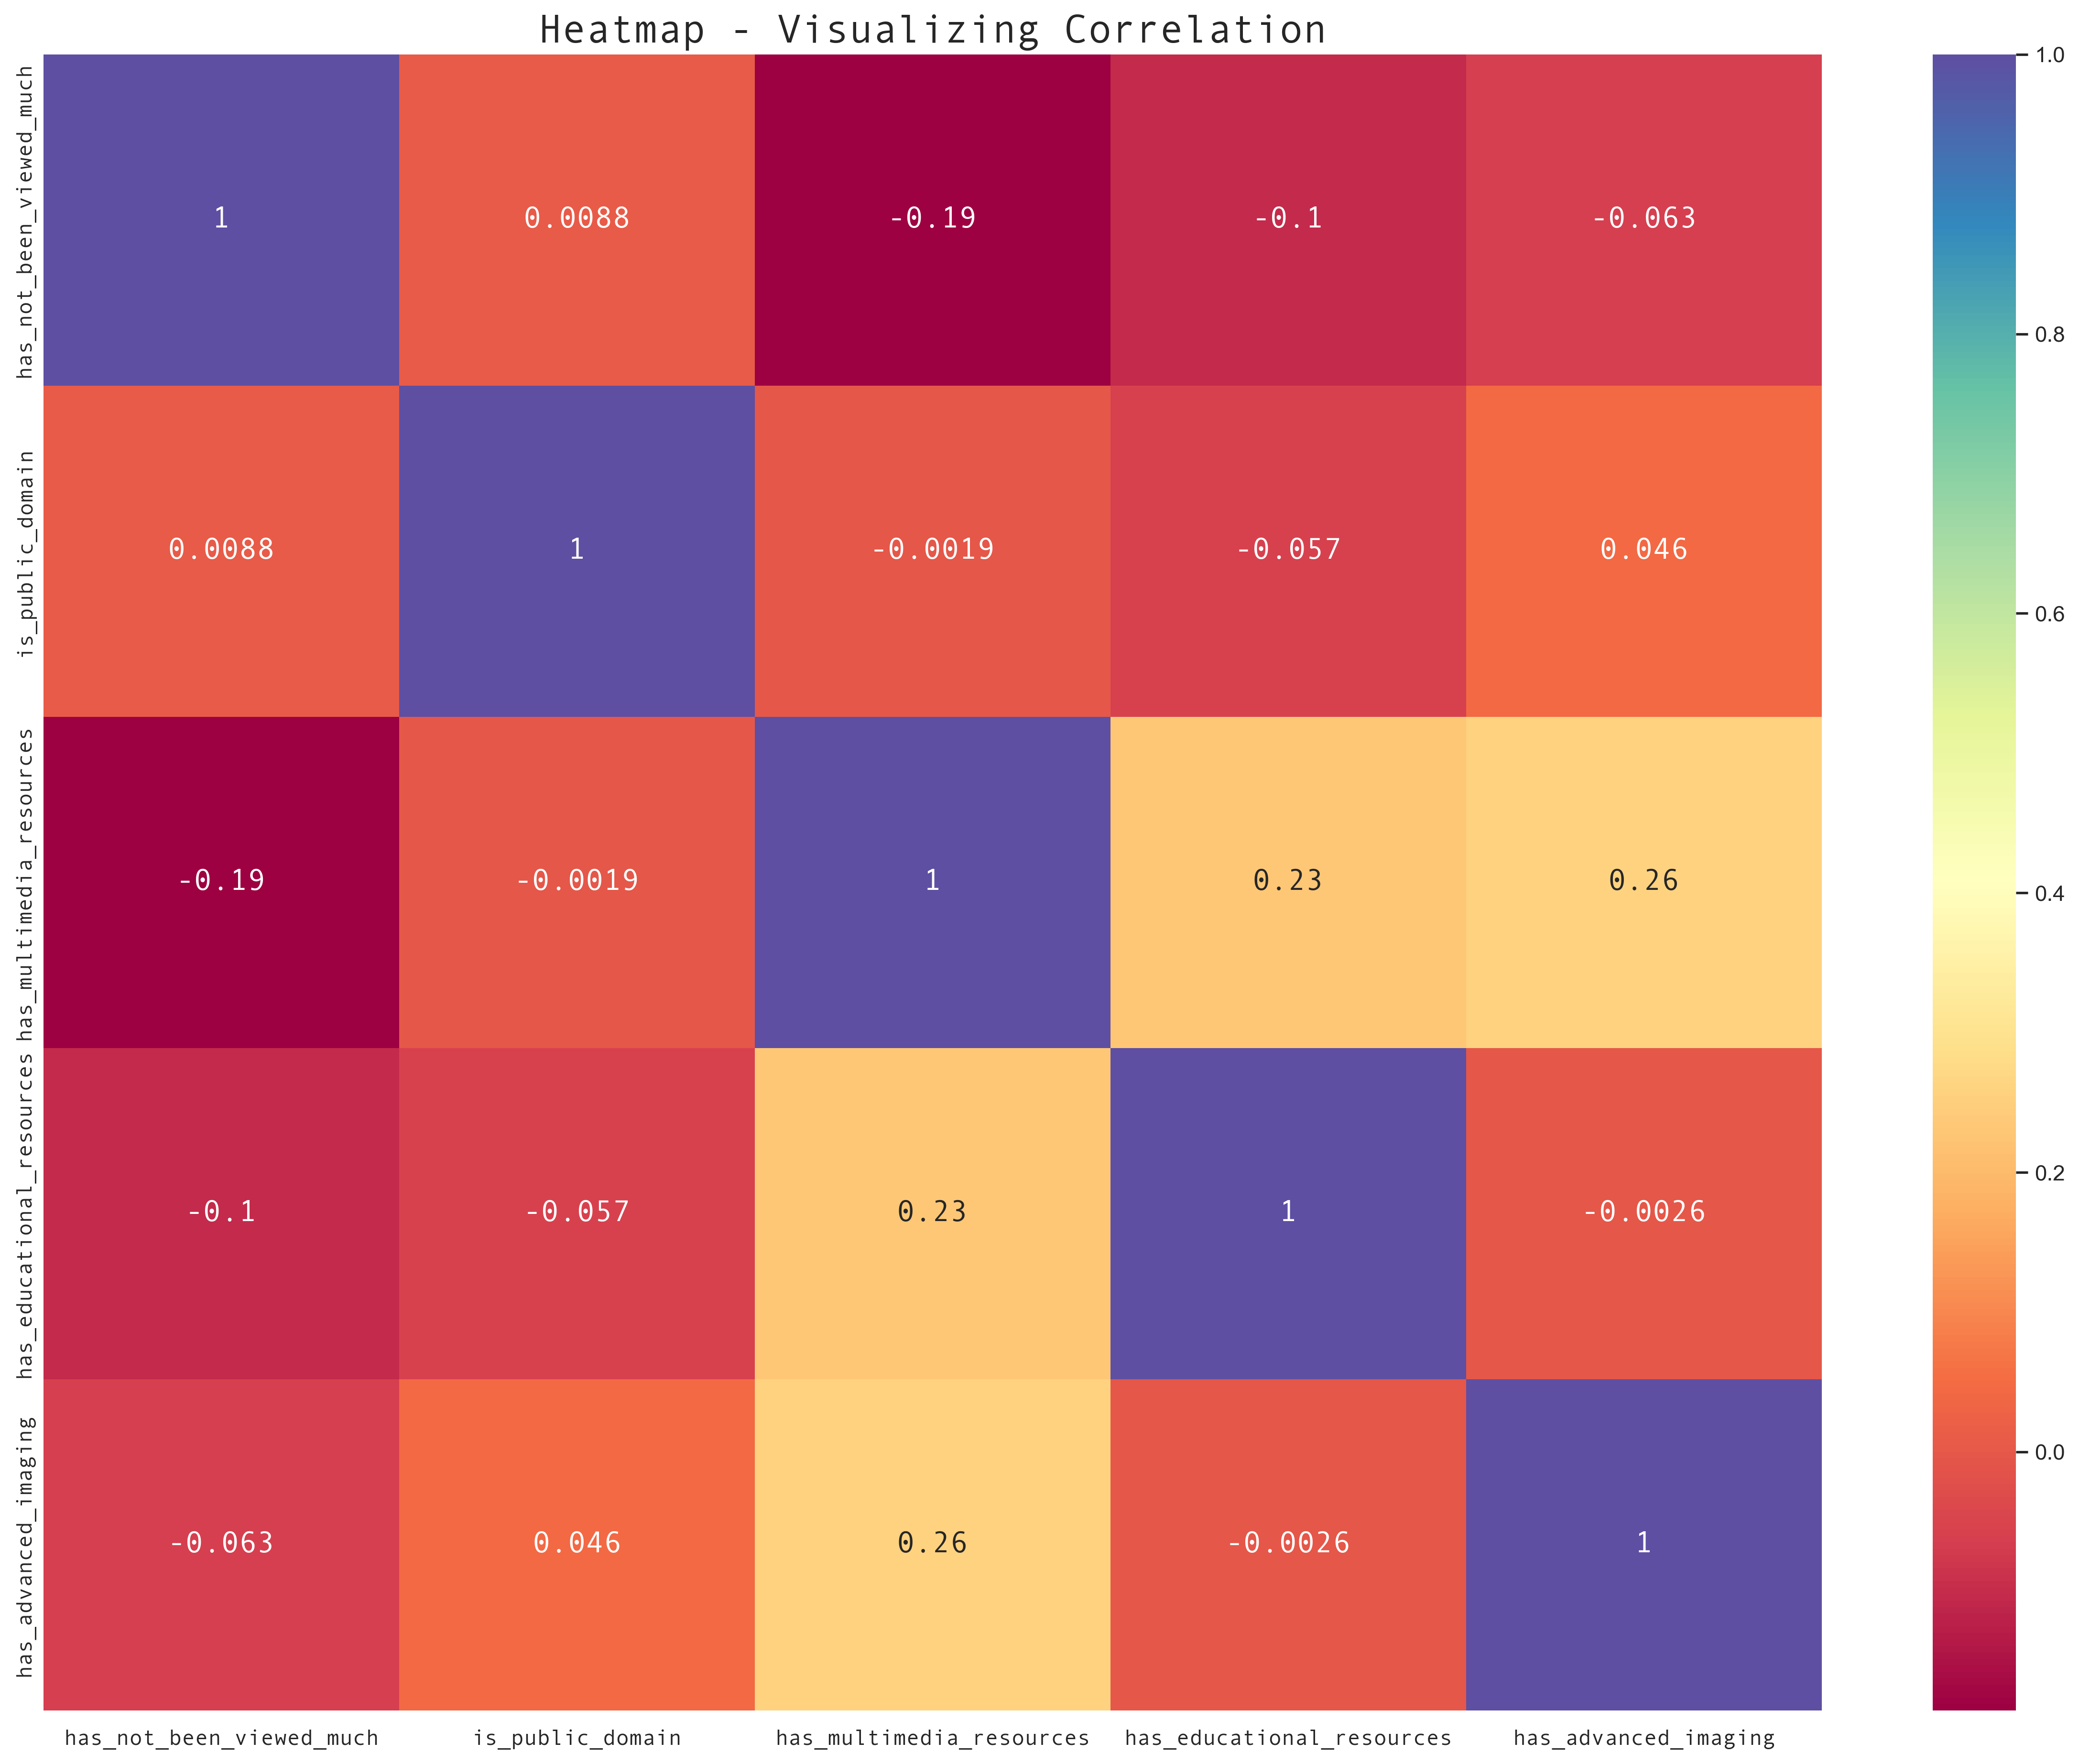 Heatmap - Visualizing Correlation
has_not_been_viewed_much
1 0.0088 -0.19 -0.1 -0.063
is_public_domain
0.0088 1 -0.0019 -0.057 0.046
has_multimedia_resources
-0.19 -0.0019 1 0.23 0.26
has_educational_resources
-0.1 -0.057 0.23 1 -0.0026
has_advanced_imaging
-0.063 0.046 0.26 -0.0026 1
has_not_been_viewed_much is_public_domain has_multimedia_resources has_educational_resources has_advanced_imaging
1.0
0.8
0.6
0.4
0.2
0.0